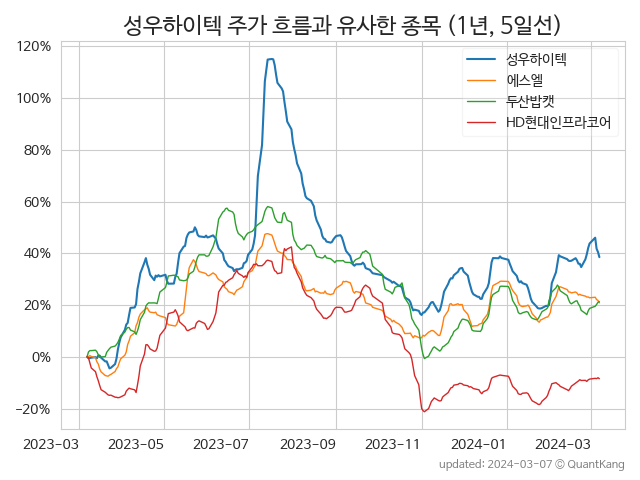 성우하이텍 주가 흐름과 유사한 종목 (1년, 5일선)
성우하이텍
에스엘
두산밥캣
HD현대인프라코어
120%
100%
80%
60%
40%
20%
0%
−20%
2023-03 2023-05 2023-07 2023-09 2023-11 2024-01 2024-03
updated: 2024-03-07 © QuantKang